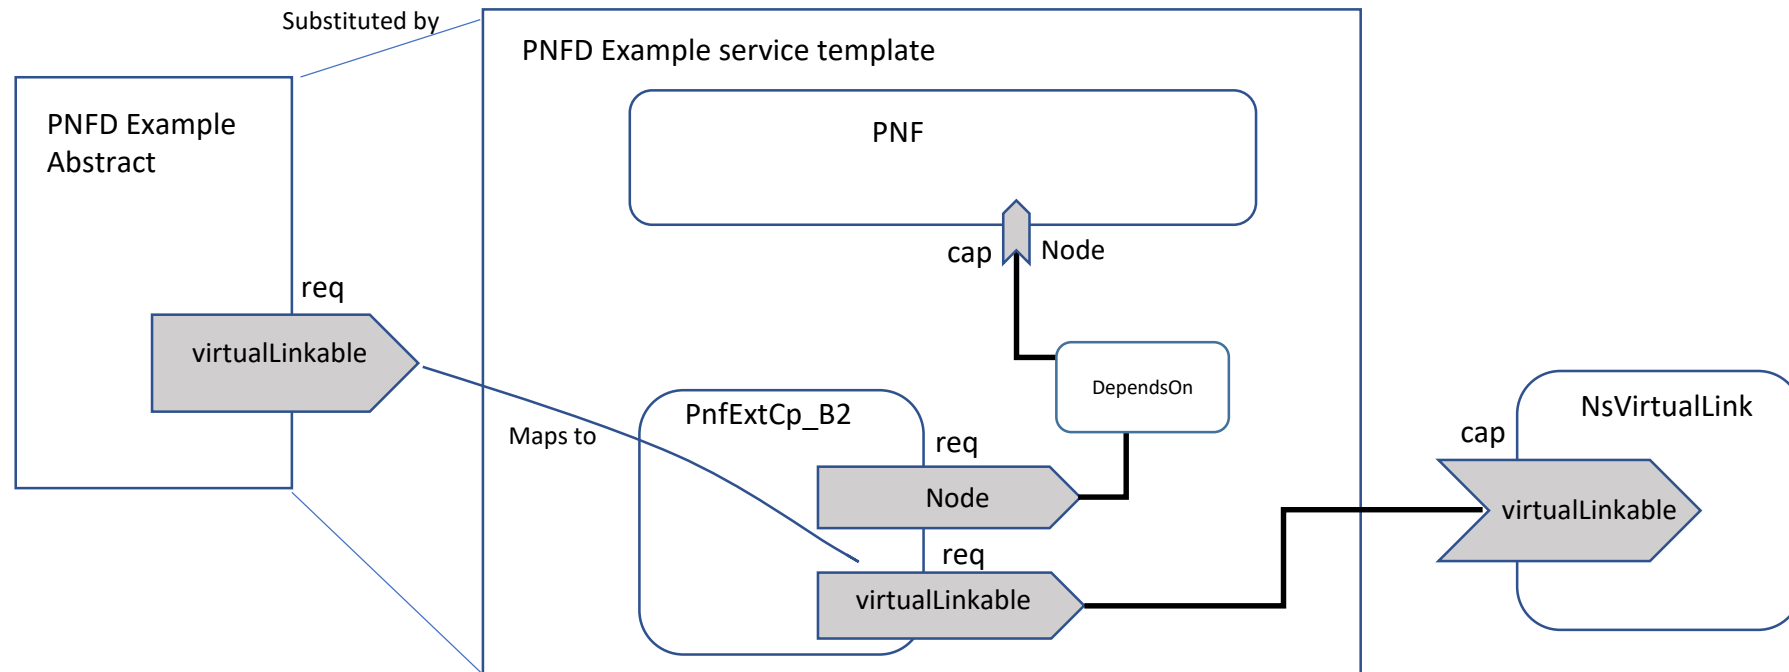 Substituted by
PNFD Example service template
PNFD Example
Abstract
PNF
cap
Node
req
virtualLinkable
DependsOn
Maps to
PnfExtCp_B2
req
Node
req
virtualLinkable
NsVirtualLink
cap
virtualLinkable